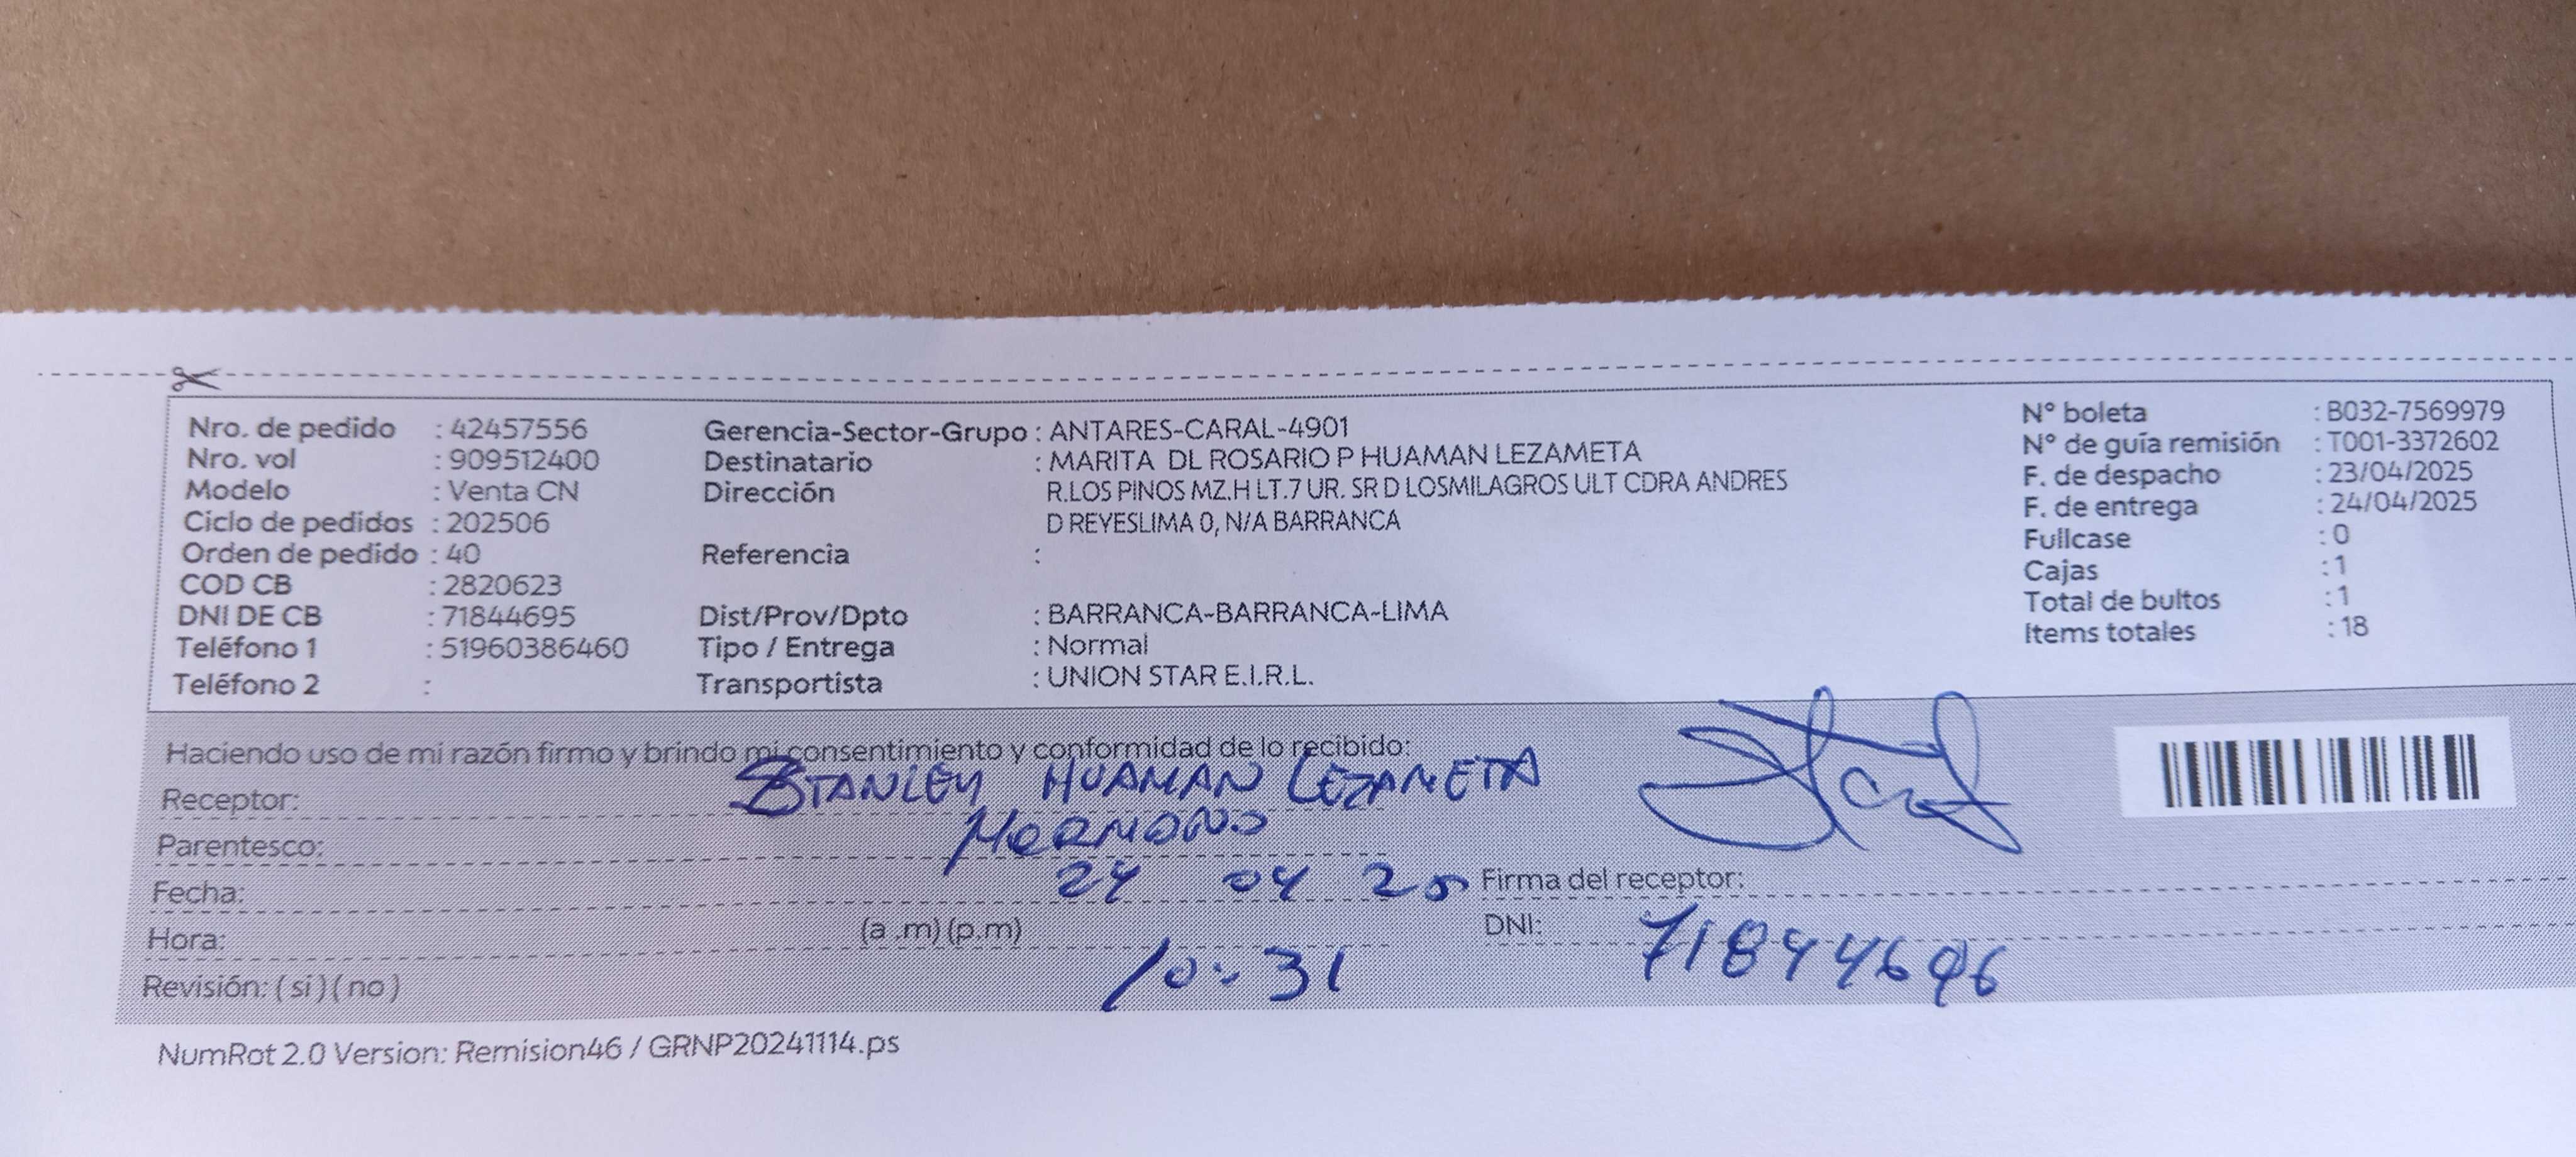 Nro. de pedido : 42457556
Nro. vol : 909512400
Modelo : Venta CN
Ciclo de pedidos : 202506
Orden de pedido : 40
COD CB : 2820623
DNI DE CB : 71844695
Teléfono 1 : 51960386460
Teléfono 2 :
Gerencia-Sector-Grupo : ANTARES-CARAL-4901
Destinatario : MARITA DL ROSARIO P HUAMAN LEZAMETA
Dirección R.LOS PINOS MZ.H LT.7 UR. SR D LOSMILAGROS ULT CDRA ANDRES
D REYESLIMA 0, N/A BARRANCA
Referencia :
Dist/Prov/Dpto : BARRANCA-BARRANCA-LIMA
Tipo / Entrega : Normal
Transportista : UNION STAR E.I.R.L.
N° boleta : B032-7569979
N° de guía remisión : T001-3372602
F. de despacho : 23/04/2025
F. de entrega : 24/04/2025
Fullcase : 0
Cajas : 1
Total de bultos : 1
Items totales : 18
Haciendo uso de mi razón firmo y brindo mi consentimiento y conformidad de lo recibido:
Receptor: STANLEY HUAMAN LEZAMETA
Parentesco: HERMANO
Fecha: 24 04 25
Firma del receptor:
Hora: (a .m) (p.m) 10:31
DNI: 71844696
Revisión: ( si ) ( no )
NumRot 2.0 Version: Remision46 / GRNP20241114.ps